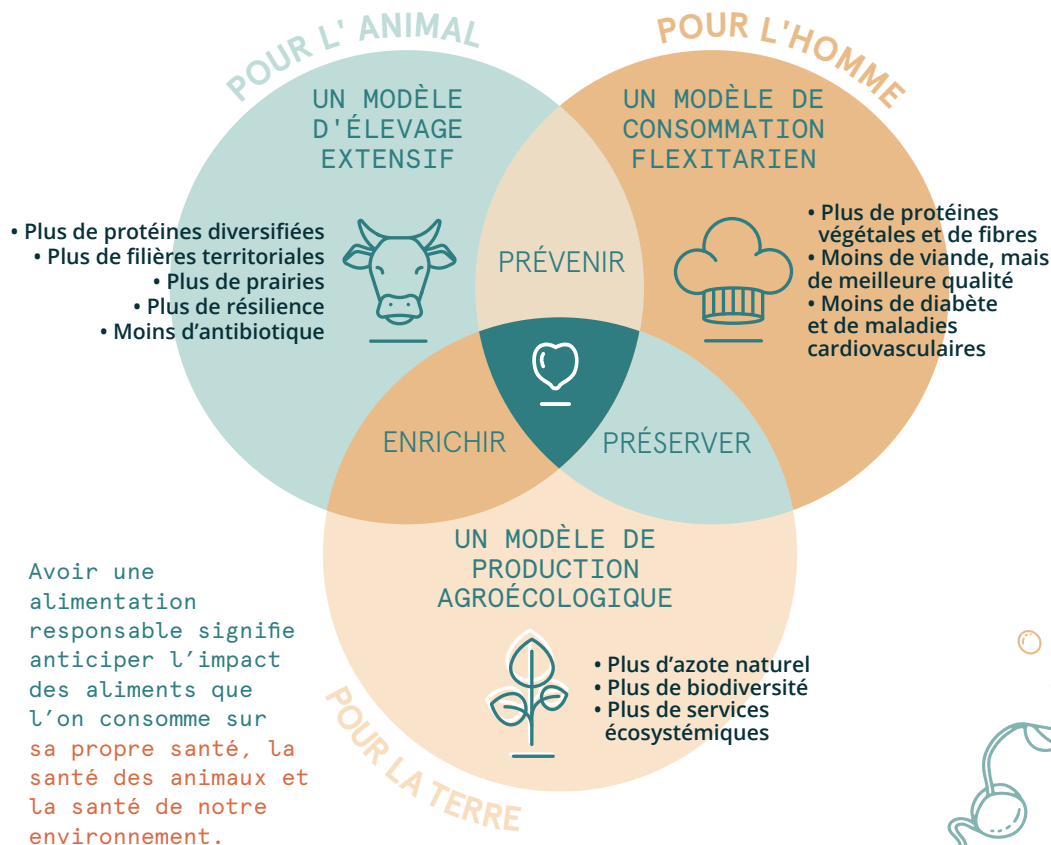 POUR L' ANIMAL
UN MODÈLE
D'ÉLEVAGE
EXTENSIF
• Plus de protéines diversifiées
• Plus de filières territoriales
• Plus de prairies
• Plus de résilience
• Moins d’antibiotique
POUR L'HOMME
UN MODÈLE DE
CONSOMMATION
FLEXITARIEN
• Plus de protéines
végétales et de fibres
• Moins de viande, mais
de meilleure qualité
• Moins de diabète
et de maladies
cardiovasculaires
PRÉVENIR
ENRICHIR
PRÉSERVER
UN MODÈLE DE
PRODUCTION
AGROÉCOLOGIQUE
• Plus d’azote naturel
• Plus de biodiversité
• Plus de services
écosystémiques
POUR LA TERRE
Avoir une
alimentation
responsable signifie
anticiper l’impact
des aliments que
l’on consomme sur
sa propre santé, la
santé des animaux et
la santé de notre
environnement.